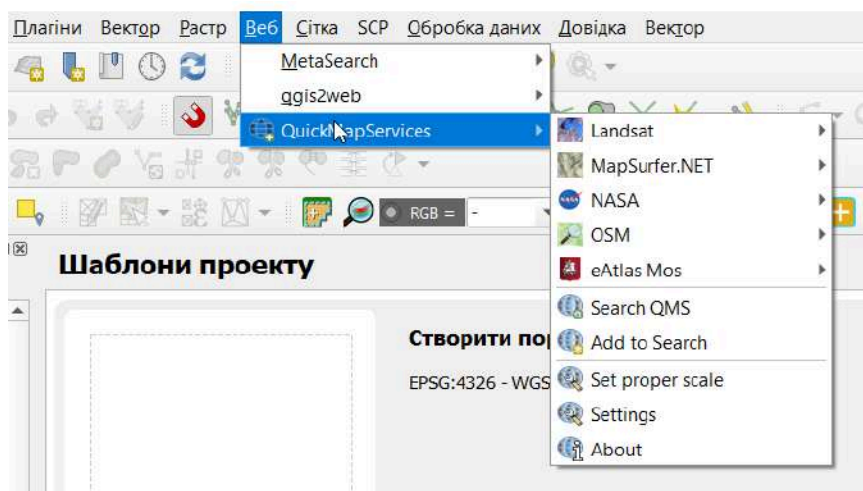 Плагіни Вектор Растр Веб Сітка SCP Обробка даних Довідка Вектор
MetaSearch
qgis2web
QuickMapServices
Landsat
MapSurfer.NET
NASA
OSM
eAtlas Mos
Search QMS
Add to Search
Set proper scale
Settings
About
RGB = -
Шаблони проекту
Створити
EPSG:4326 - WGS